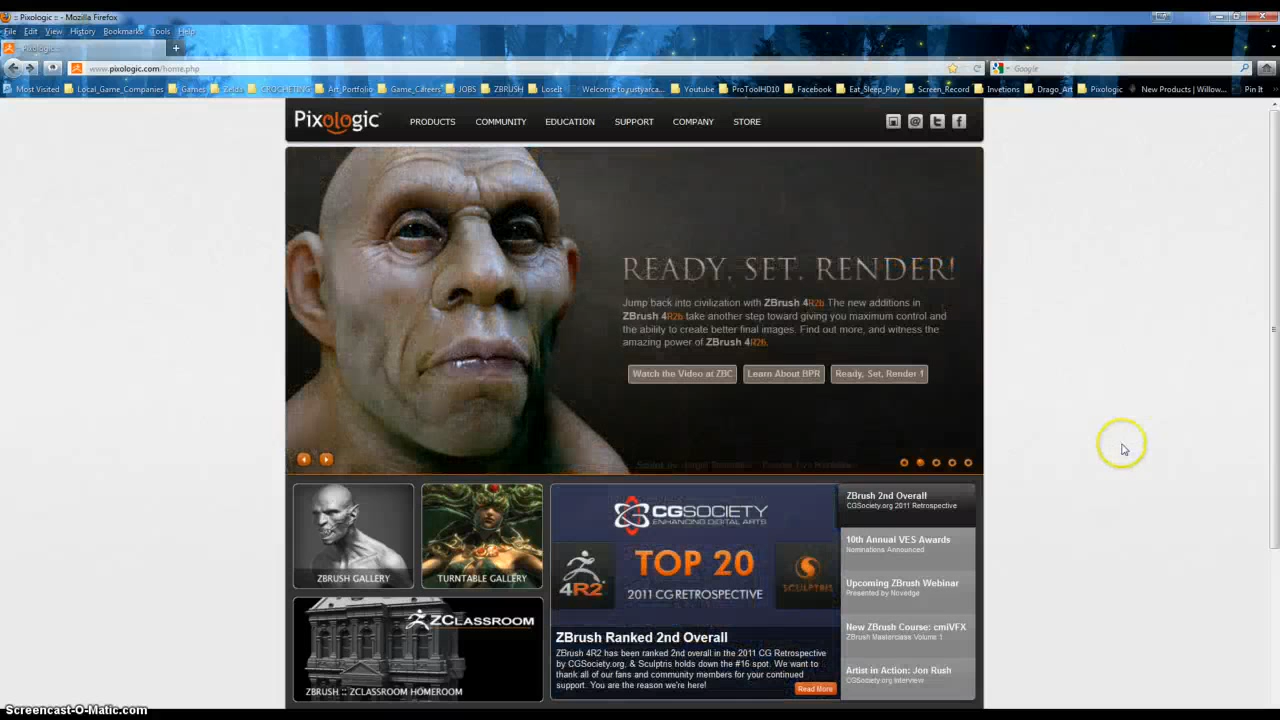 :: Pixologic :: - Mozilla Firefox
File Edit View History Bookmarks Tools Help
:: Pixologic ::
www.pixologic.com/home.php
Google
Most Visited Local_Game_Companies Games Zelda CROCHETING Art_Portfolio Game_Careers JOBS ZBRUSH LoseIt Welcome to rustyarca... Youtube ProToolHD10 Facebook Eat_Sleep_Play Screen_Record Invetions Drago_Art Pixologic New Products | Willow... Pin It
Pixologic PRODUCTS COMMUNITY EDUCATION SUPPORT COMPANY STORE
READY, SET, RENDER!
Jump back into civilization with ZBrush 4R2b The new additions in
ZBrush 4R2b take another step toward giving you maximum control and
the ability to create better final images. Find out more, and witness the
amazing power of ZBrush 4R2b.
Watch the Video at ZBC Learn About BPR Ready, Set, Render !
ZBRUSH GALLERY
TURNTABLE GALLERY
ZCLASSROOM
ZBRUSH :: ZCLASSROOM HOMEROOM
CGSOCIETY
ENHANCING DIGITAL ARTS
TOP 20
2011 CG RETROSPECTIVE
4R2
SCULPTRIS
ZBrush Ranked 2nd Overall
ZBrush 4R2 has been ranked 2nd overall in the 2011 CG Retrospective
by CGSociety.org, & Sculptris holds down the #16 spot. We want to
thank all of our fans and community members for your continued
support. You are the reason we're here!
Read More
ZBrush 2nd Overall!
CGSociety.org 2011 Retrospective
10th Annual VES Awards
Nominations Announced
Upcoming ZBrush Webinar
Presented by Novedge
New ZBrush Course: cmiVFX
ZBrush Masterclass Volume 1
Artist in Action: Jon Rush
CGSociety.org Interview
Screencast-O-Matic.com